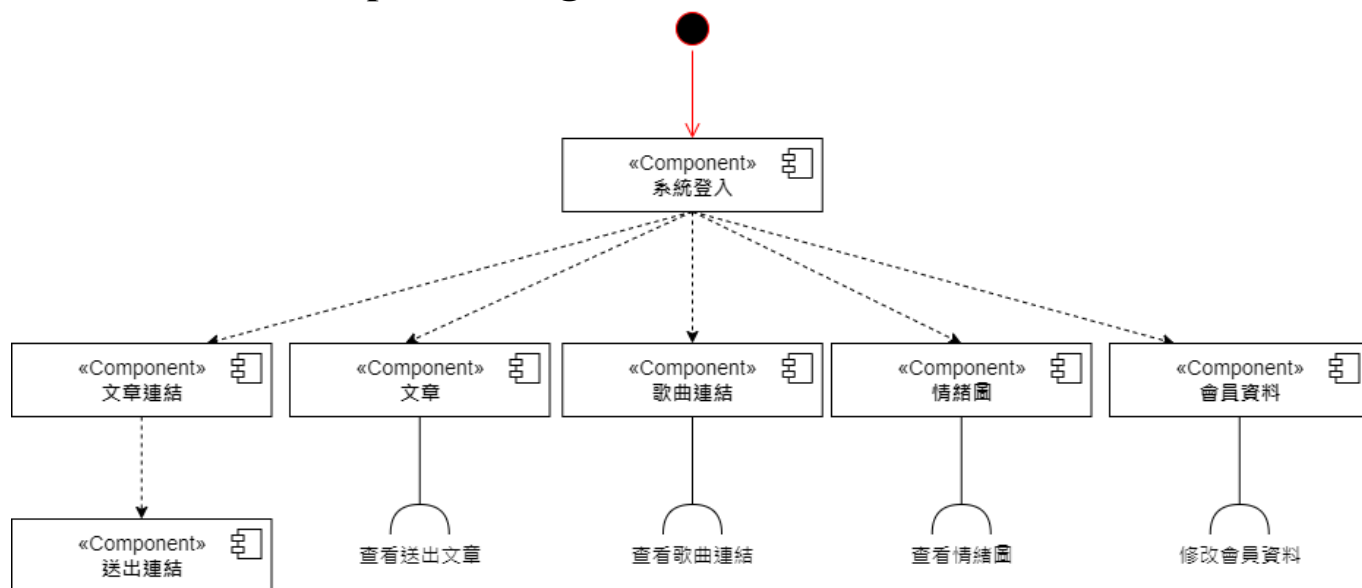 «Component»
系統登入
«Component»
文章連結
«Component»
文章
«Component»
歌曲連結
«Component»
情緒圖
«Component»
會員資料
«Component»
送出連結
查看送出文章
查看歌曲連結
查看情緒圖
修改會員資料